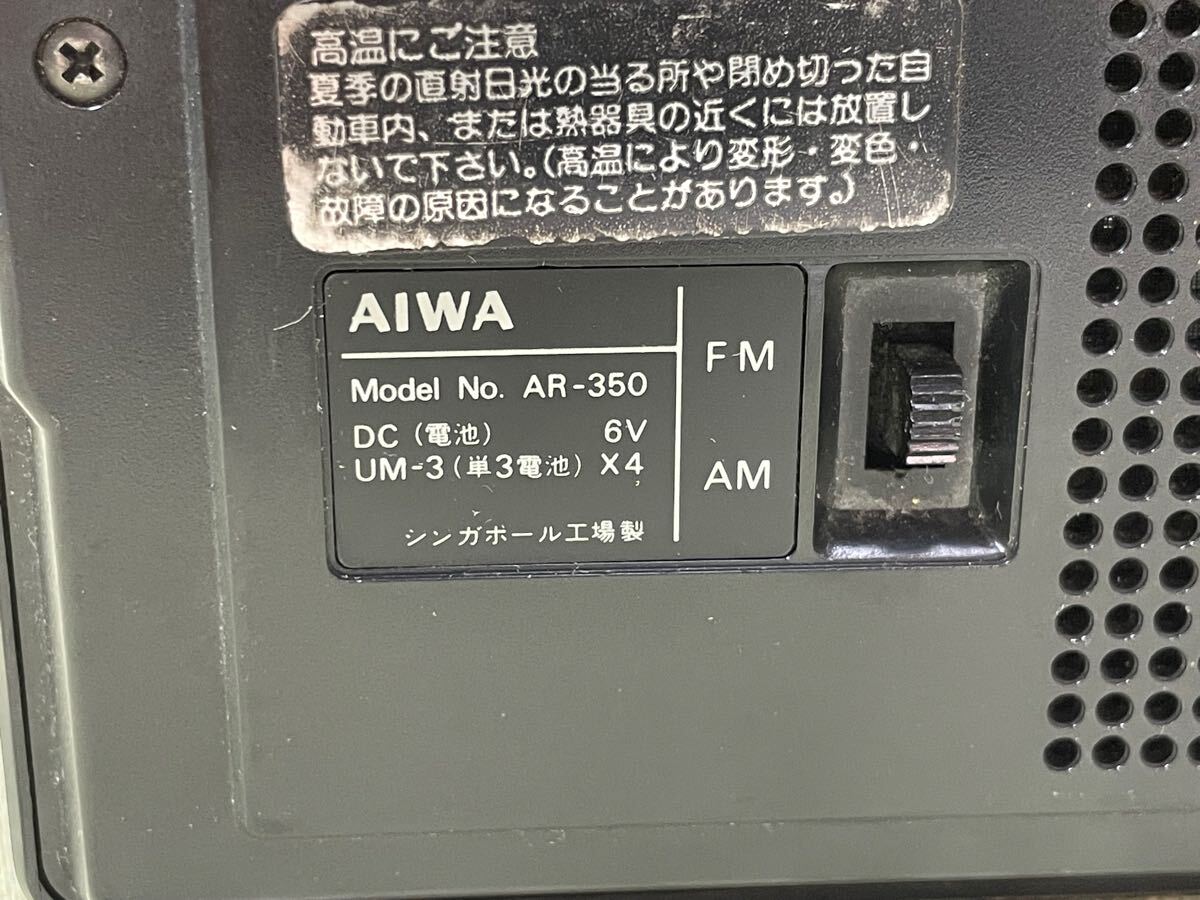 高温にご注意
夏季の直射日光の当る所や閉め切った自
動車内、または熱器具の近くには放置し
ないで下さい。(高温により変形・変色・
故障の原因になることがあります。)
AIWA
Model No. AR-350
DC (電池) 6V
UM-3 (単3電池) X4
シンガポール工場製
FM
AM